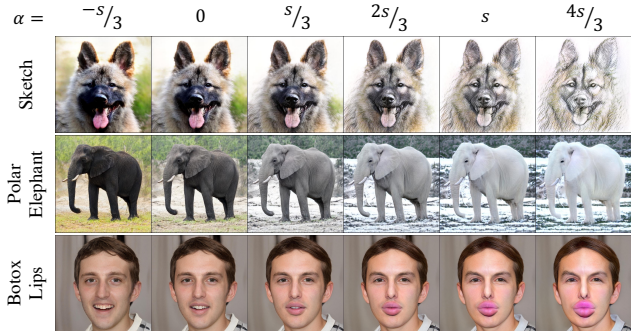 α = −s/3 0 s/3 2s/3 s 4s/3
Sketch
Polar
Elephant
Botox
Lips